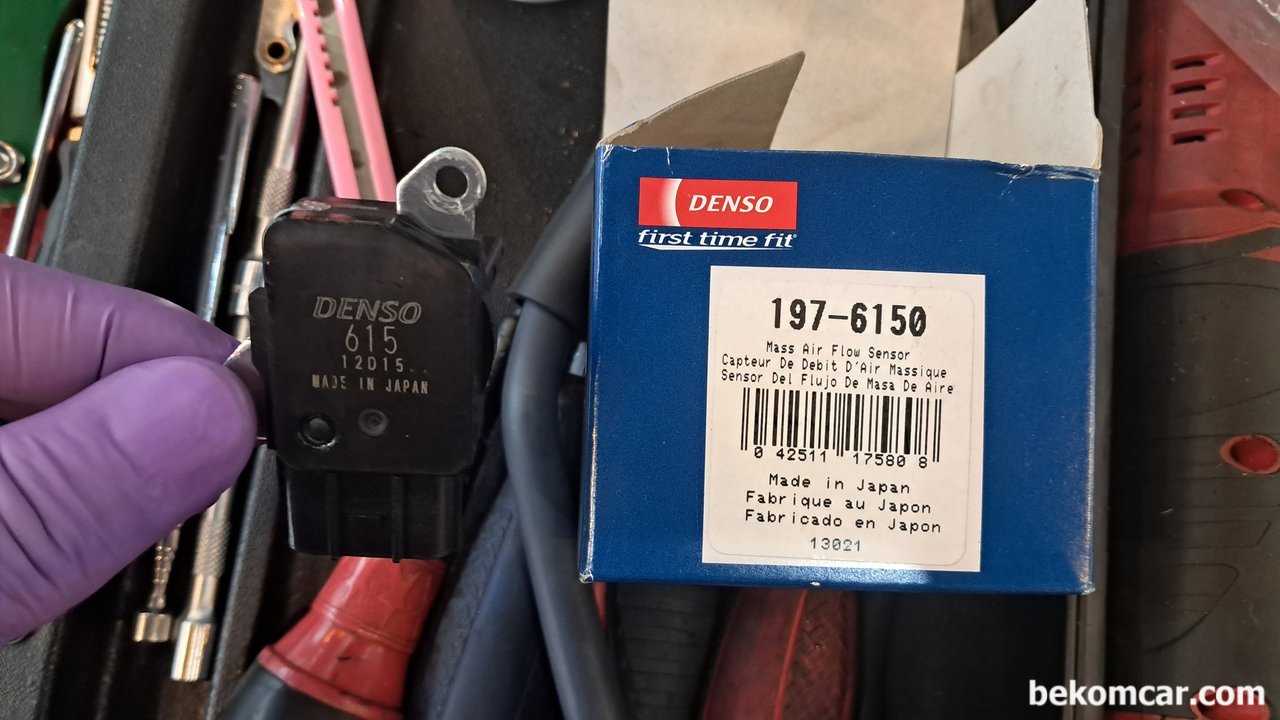 DENSO
615
12D15..
MADE IN JAPAN
DENSO
first time fit®
197-6150
Mass Air Flow Sensor
Capteur De Debit D'Air Massique
Sensor Del Flujo De Masa De Aire
0 42511 17580 8
Made in Japan
Fabrique au Japon
Fabricado en Japon
13021
bekomcar.com